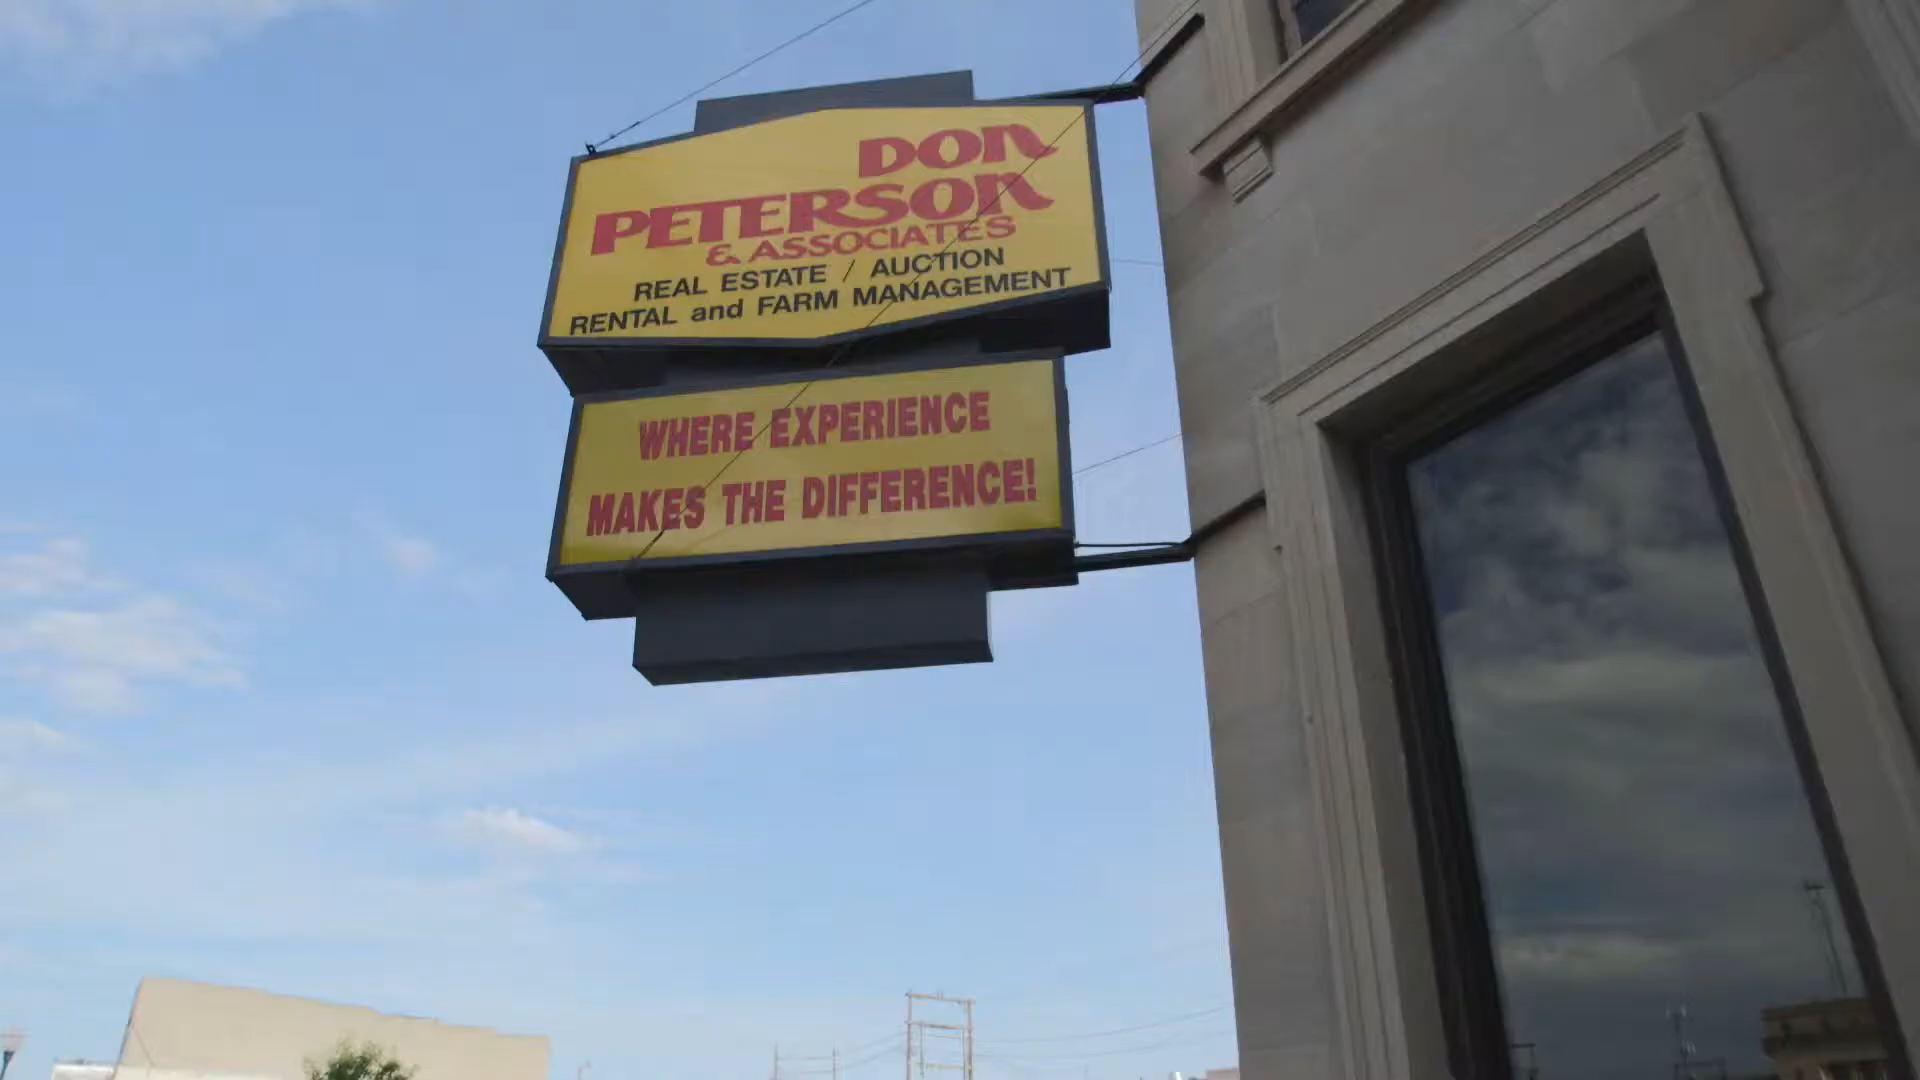 DON
PETERSON
& ASSOCIATES
REAL ESTATE / AUCTION
RENTAL and FARM MANAGEMENT
WHERE EXPERIENCE
MAKES THE DIFFERENCE!